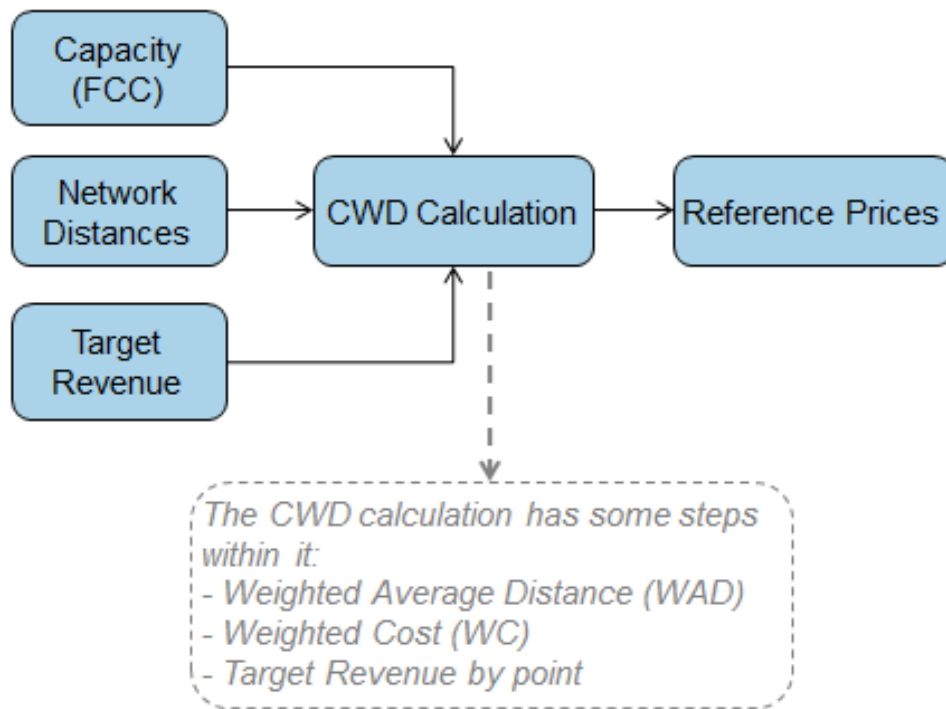 Capacity
(FCC)
Network
Distances
CWD Calculation
Reference Prices
Target
Revenue
The CWD calculation has some steps
within it:
- Weighted Average Distance (WAD)
- Weighted Cost (WC)
- Target Revenue by point